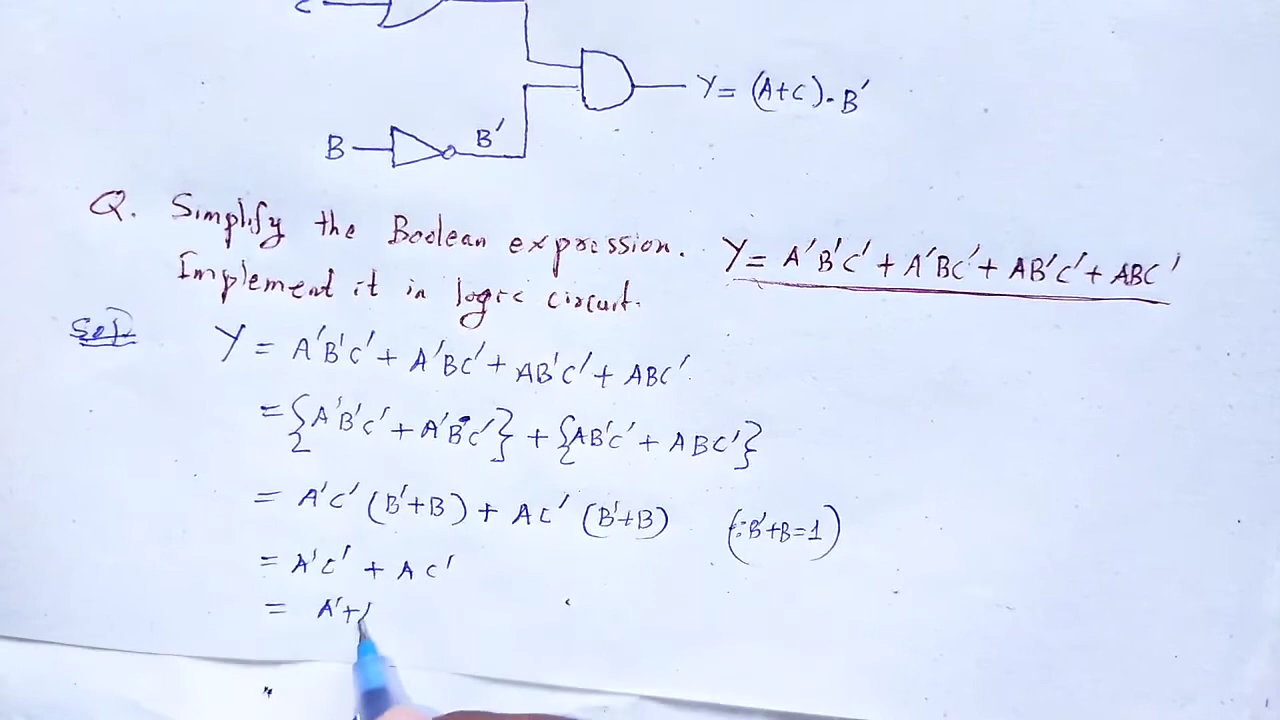 C
Y = (A+C).B'
B B'
Q. Simplify the Boolean expression. Y = A'B'C' + A'BC' + AB'C' + ABC'
Implement it in logic circuit.
Soln Y = A'B'C' + A'BC' + AB'C' + ABC'.
= {A'B'C' + A'BC'} + {AB'C' + ABC'}
= A'C' (B'+B) + AC' (B'+B) (∵B'+B=1)
= A'C' + AC'
= A'+